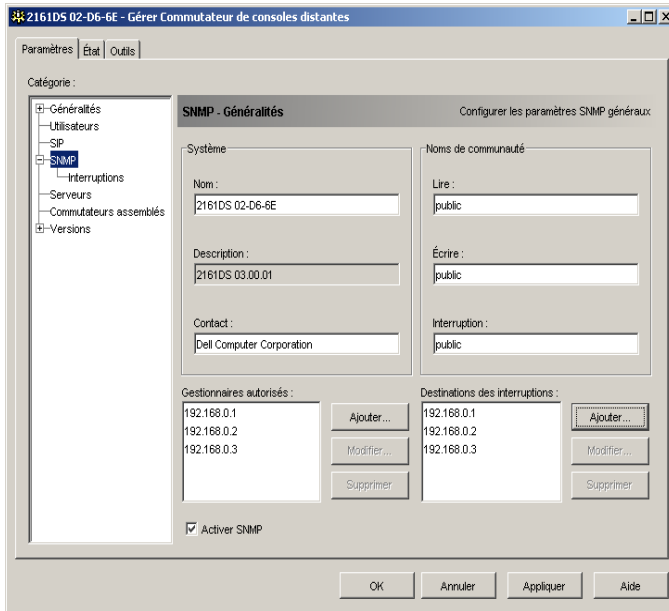 2161DS 02-D6-6E - Gérer Commutateur de consoles distantes
Paramètres
État
Outils
Catégorie :
Généralités
Utilisateurs
SIP
SNMP
Interruptions
Serveurs
Commutateurs assemblés
Versions
SNMP - Généralités
Configurer les paramètres SNMP généraux
Système
Nom :
2161DS 02-D6-6E
Description :
2161DS 03.00.01
Contact :
Dell Computer Corporation
Noms de communauté
Lire :
public
Écrire :
public
Interruption :
public
Gestionnaires autorisés :
192.168.0.1
192.168.0.2
192.168.0.3
Ajouter...
Modifier...
Supprimer
Destinations des interruptions :
192.168.0.1
192.168.0.2
192.168.0.3
Ajouter...
Modifier...
Supprimer
Activer SNMP
OK
Annuler
Appliquer
Aide